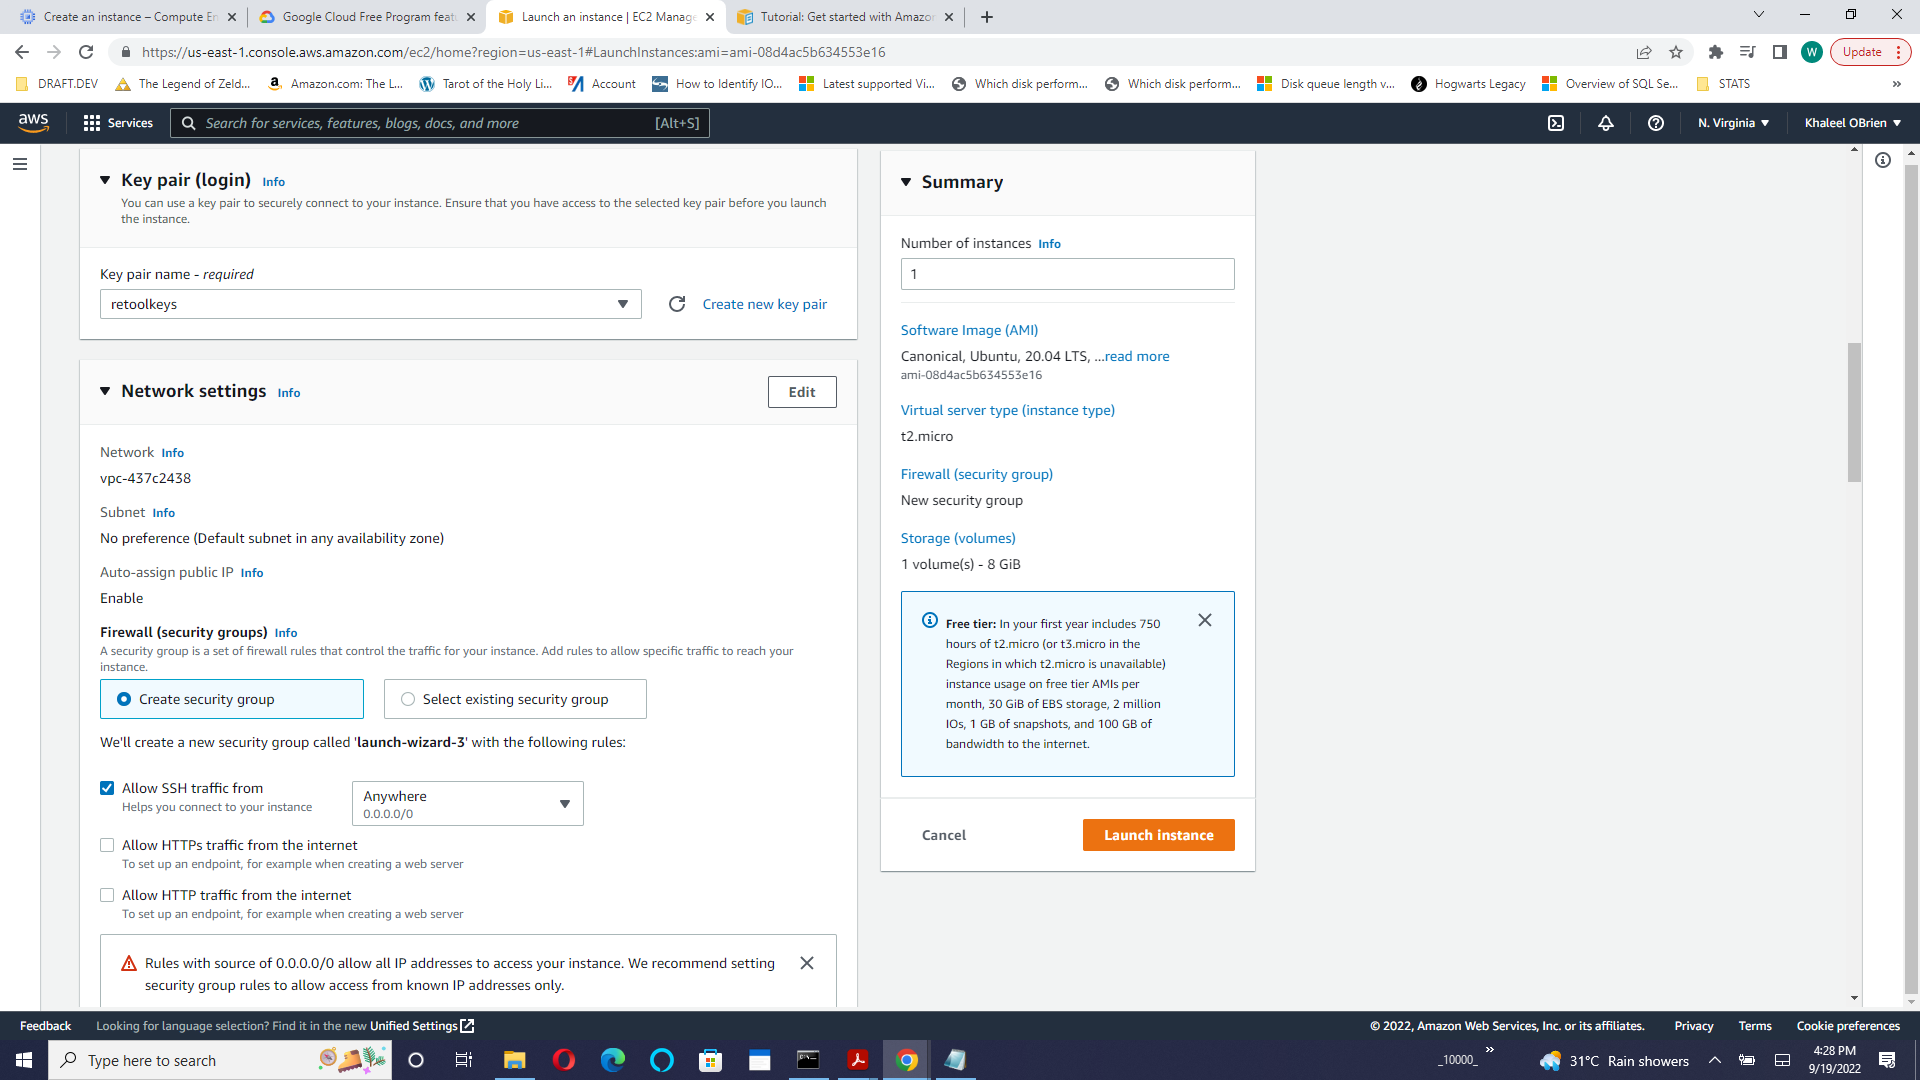 Create an instance – Compute En
Google Cloud Free Program featu
Launch an instance | EC2 Manage
Tutorial: Get started with Amazon
https://us-east-1.console.aws.amazon.com/ec2/home?region=us-east-1#LaunchInstances:ami=ami-08d4ac5b634553e16
W
Update
DRAFT.DEV
The Legend of Zeld...
Amazon.com: The L...
Tarot of the Holy Li...
Account
How to Identify IO...
Latest supported Vi...
Which disk perform...
Which disk perform...
Disk queue length v...
Hogwarts Legacy
Overview of SQL Se...
STATS
»
aws
Services
Search for services, features, blogs, docs, and more
[Alt+S]
N. Virginia
Khaleel OBrien
Key pair (login) Info
You can use a key pair to securely connect to your instance. Ensure that you have access to the selected key pair before you launch
the instance.
Key pair name - required
retoolkeys
Create new key pair
Network settings Info
Edit
Network Info
vpc-437c2438
Subnet Info
No preference (Default subnet in any availability zone)
Auto-assign public IP Info
Enable
Firewall (security groups) Info
A security group is a set of firewall rules that control the traffic for your instance. Add rules to allow specific traffic to reach your
instance.
Create security group
Select existing security group
We'll create a new security group called 'launch-wizard-3' with the following rules:
Allow SSH traffic from
Helps you connect to your instance
Anywhere
0.0.0.0/0
Allow HTTPs traffic from the internet
To set up an endpoint, for example when creating a web server
Allow HTTP traffic from the internet
To set up an endpoint, for example when creating a web server
Rules with source of 0.0.0.0/0 allow all IP addresses to access your instance. We recommend setting
security group rules to allow access from known IP addresses only.
Summary
Number of instances Info
1
Software Image (AMI)
Canonical, Ubuntu, 20.04 LTS, ...read more
ami-08d4ac5b634553e16
Virtual server type (instance type)
t2.micro
Firewall (security group)
New security group
Storage (volumes)
1 volume(s) - 8 GiB
Free tier: In your first year includes 750
hours of t2.micro (or t3.micro in the
Regions in which t2.micro is unavailable)
instance usage on free tier AMIs per
month, 30 GiB of EBS storage, 2 million
IOs, 1 GB of snapshots, and 100 GB of
bandwidth to the internet.
Cancel
Launch instance
Feedback
Looking for language selection? Find it in the new Unified Settings
© 2022, Amazon Web Services, Inc. or its affiliates.
Privacy
Terms
Cookie preferences
Type here to search
_10000_
»
31°C Rain showers
4:28 PM
9/19/2022